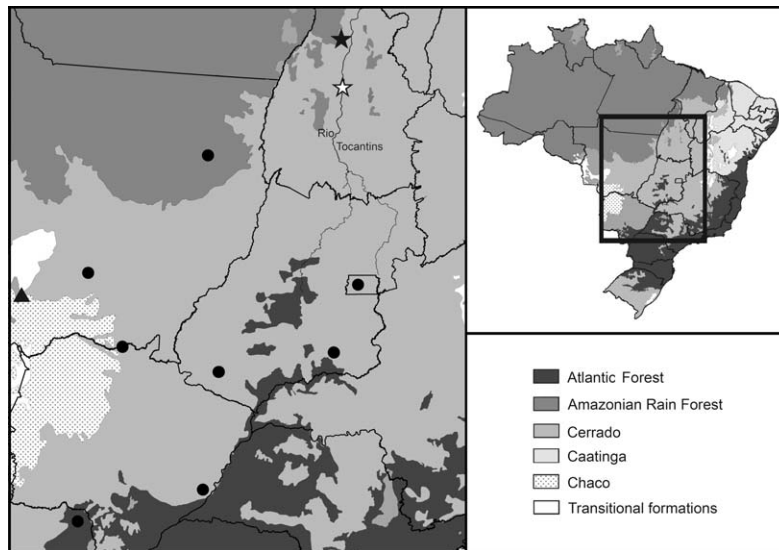 Rio
Tocantins
Atlantic Forest
Amazonian Rain Forest
Cerrado
Caatinga
Chaco
Transitional formations